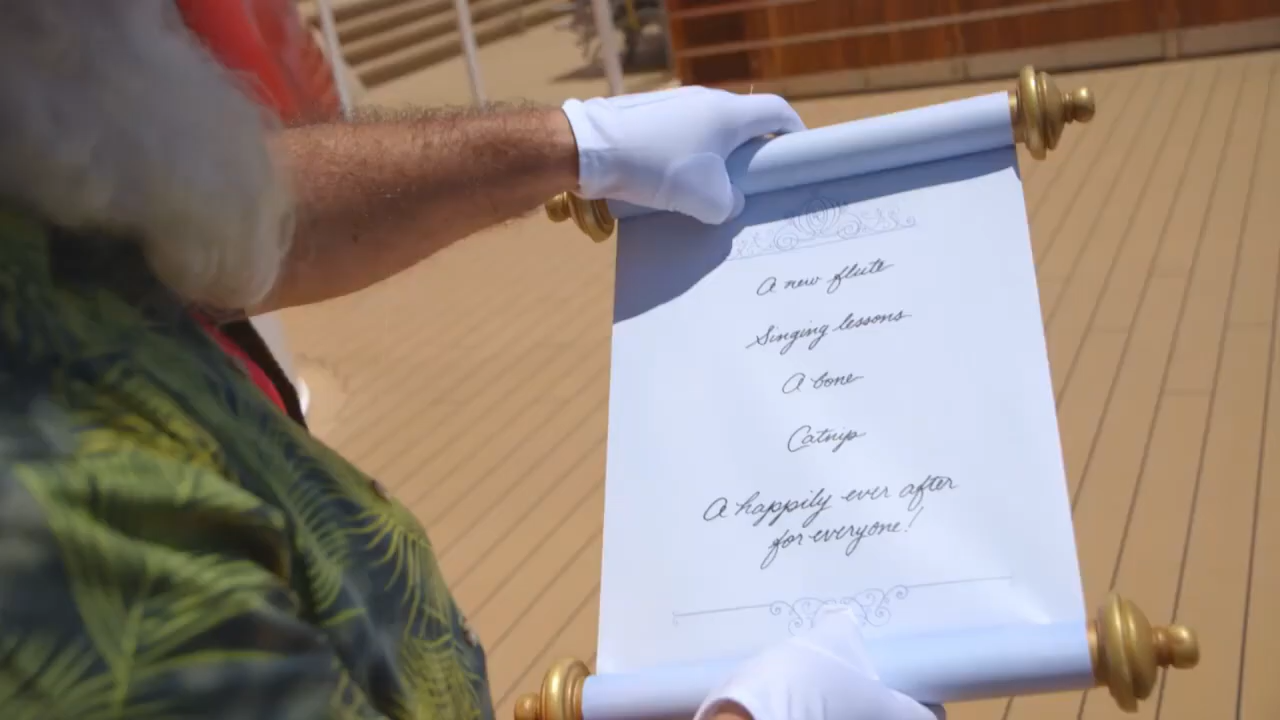 A new flute
Singing lessons
A bone
Catnip
A happily ever after
for everyone!